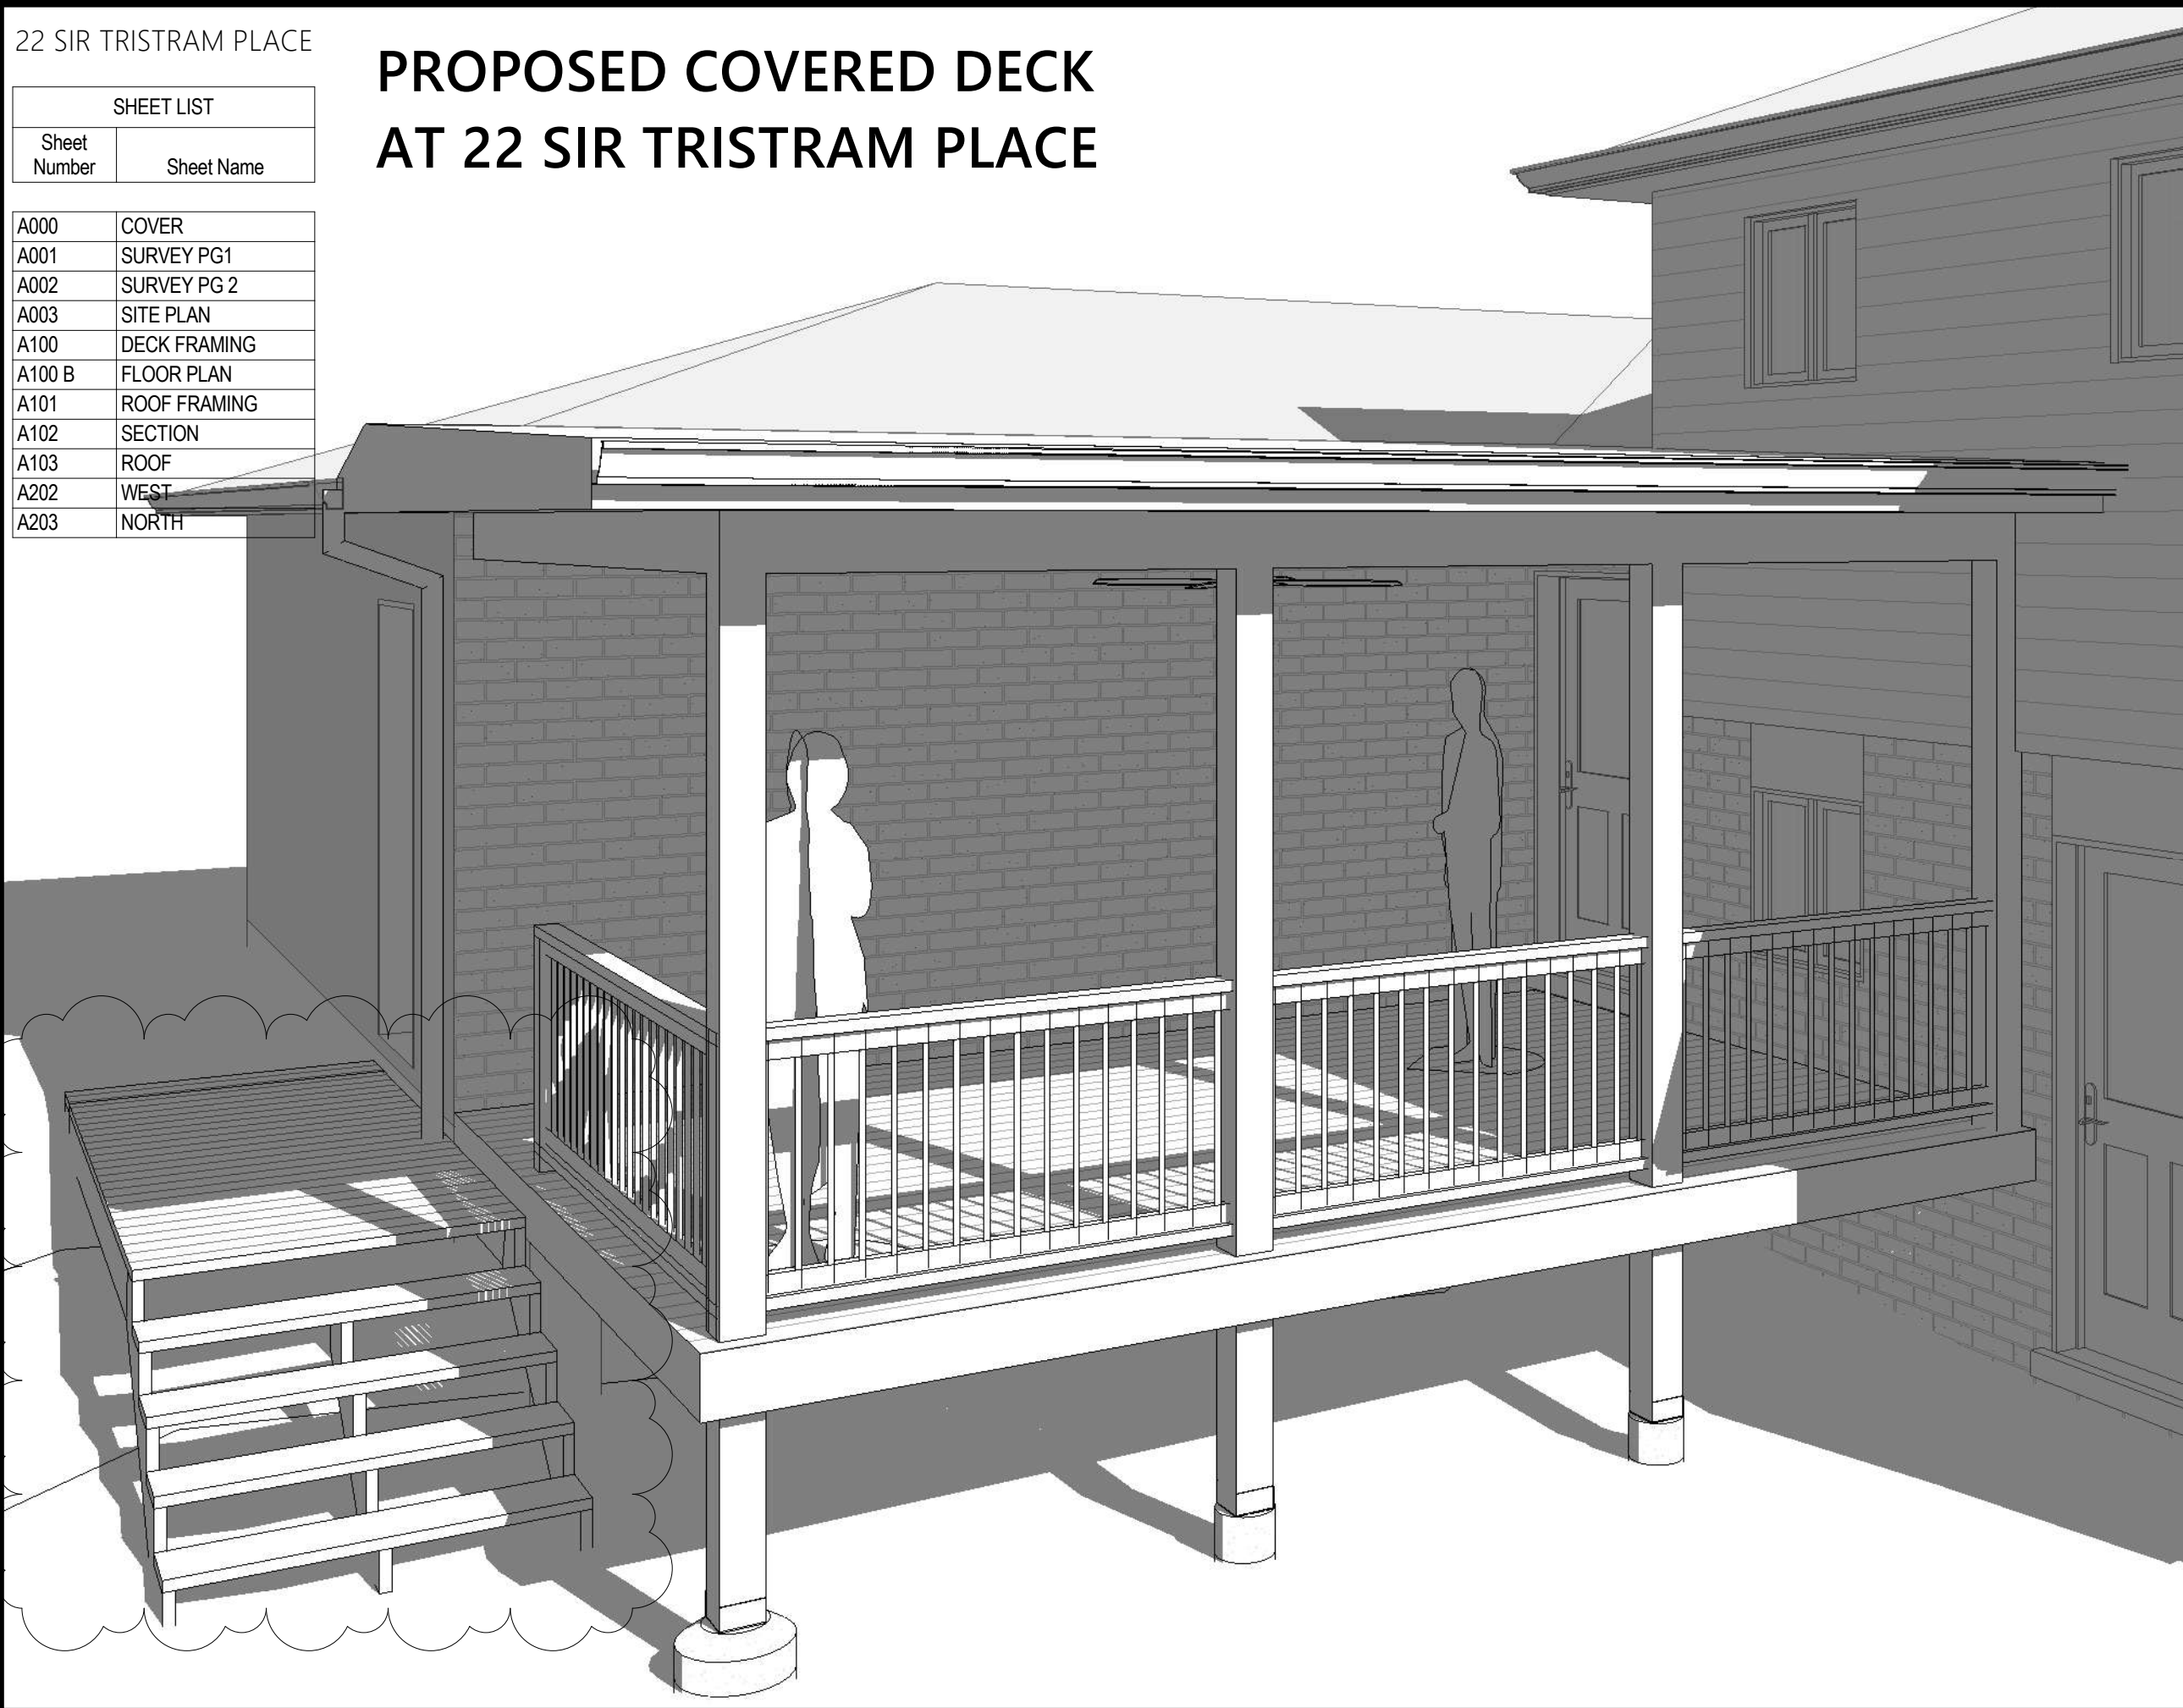 22 SIR TRISTRAM PLACE
PROPOSED COVERED DECK
AT 22 SIR TRISTRAM PLACE
SHEET LIST
Sheet Number Sheet Name
A000 COVER
A001 SURVEY PG1
A002 SURVEY PG 2
A003 SITE PLAN
A100 DECK FRAMING
A100 B FLOOR PLAN
A101 ROOF FRAMING
A102 SECTION
A103 ROOF
A202 WEST
A203 NORTH